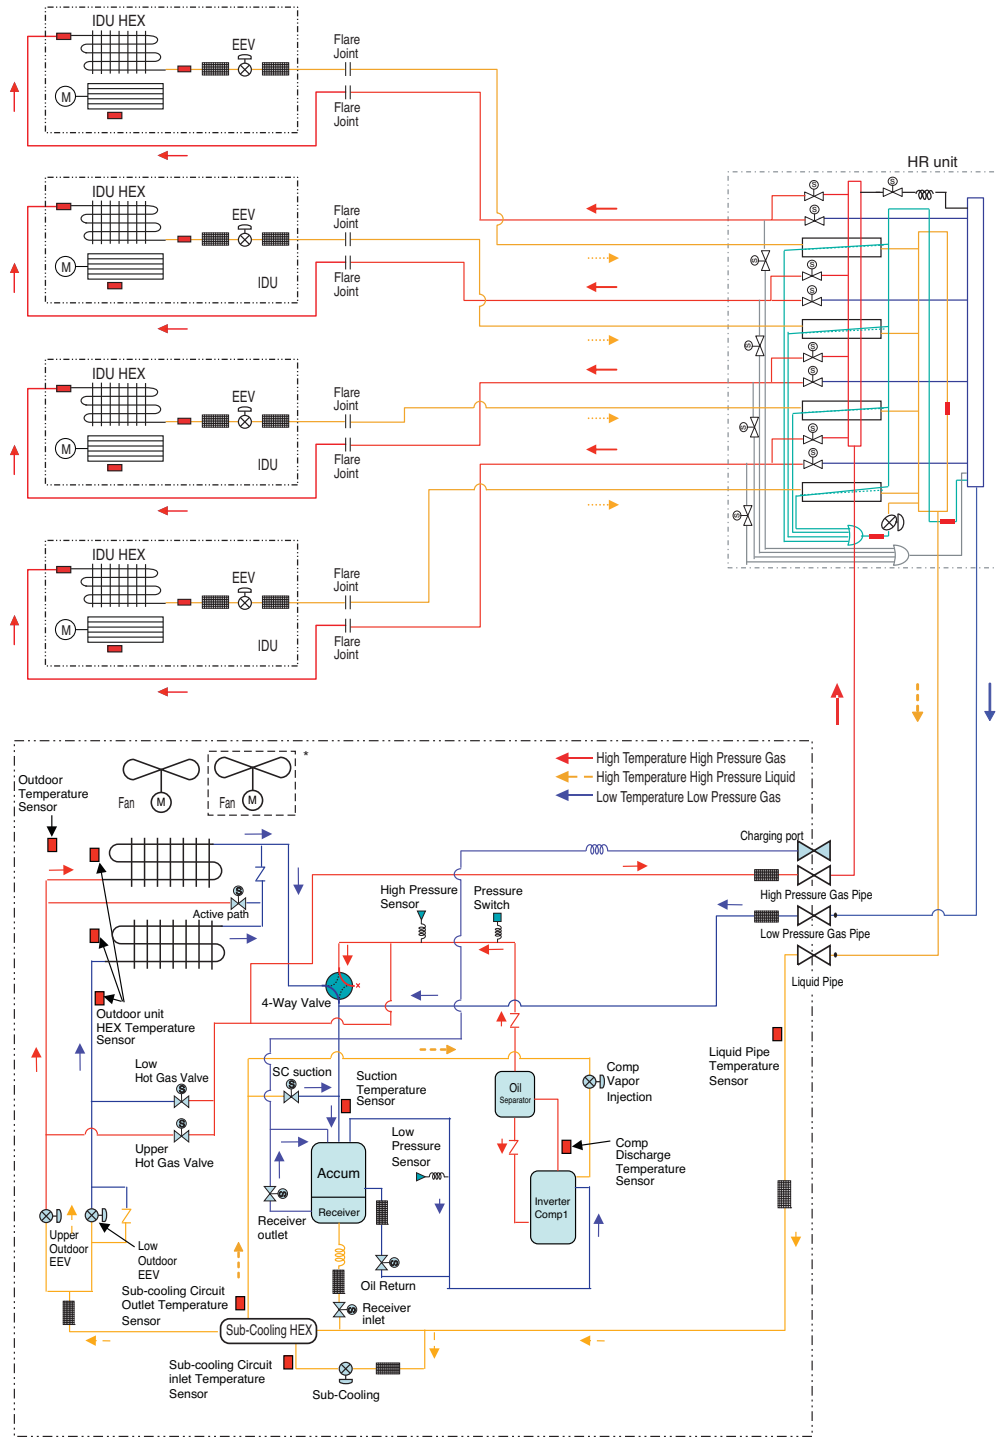 IDU HEX
EEV
Flare
Joint
Flare
Joint
M
HR unit
IDU HEX
EEV
Flare
Joint
Flare
Joint
M
IDU
IDU HEX
EEV
Flare
Joint
Flare
Joint
M
IDU
IDU HEX
EEV
Flare
Joint
Flare
Joint
M
IDU
S
S
S
S
S
S
S
S
S
S
S
S
S
*
Fan
M
Fan
M
High Temperature High Pressure Gas
High Temperature High Pressure Liquid
Low Temperature Low Pressure Gas
Outdoor
Temperature
Sensor
Charging port
High Pressure
Sensor
Pressure
Switch
High Pressure Gas Pipe
S
Active path
Low Pressure Gas Pipe
Liquid Pipe
4-Way Valve
Outdoor unit
HEX Temperature
Sensor
Liquid Pipe
Temperature
Sensor
Low
Hot Gas Valve
S
SC suction
S
Suction
Temperature
Sensor
Oil
Separator
Comp
Vapor
Injection
S
Upper
Hot Gas Valve
Low
Pressure
Sensor
Comp
Discharge
Temperature
Sensor
Accum
Receiver
Inverter
Comp1
S
Receiver
outlet
Upper
Outdoor
EEV
Low
Outdoor
EEV
S
Oil Return
Sub-cooling Circuit
Outlet Temperature
Sensor
S
Receiver
inlet
Sub-Cooling HEX
Sub-cooling Circuit
inlet Temperature
Sensor
Sub-Cooling